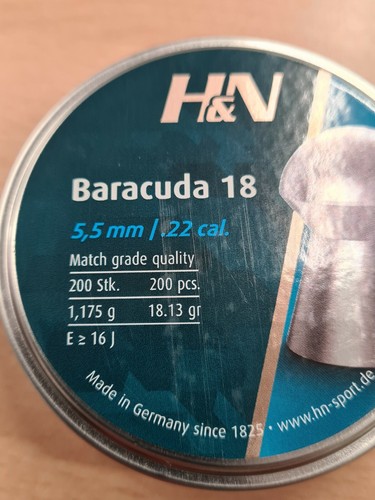 H&N
Baracuda 18
5,5 mm / .22 cal.
Match grade quality
200 Stk. 200 pcs.
1,175 g 18.13 gr
E ≥ 16 J
Made in Germany since 1825 • www.hn-sport.de